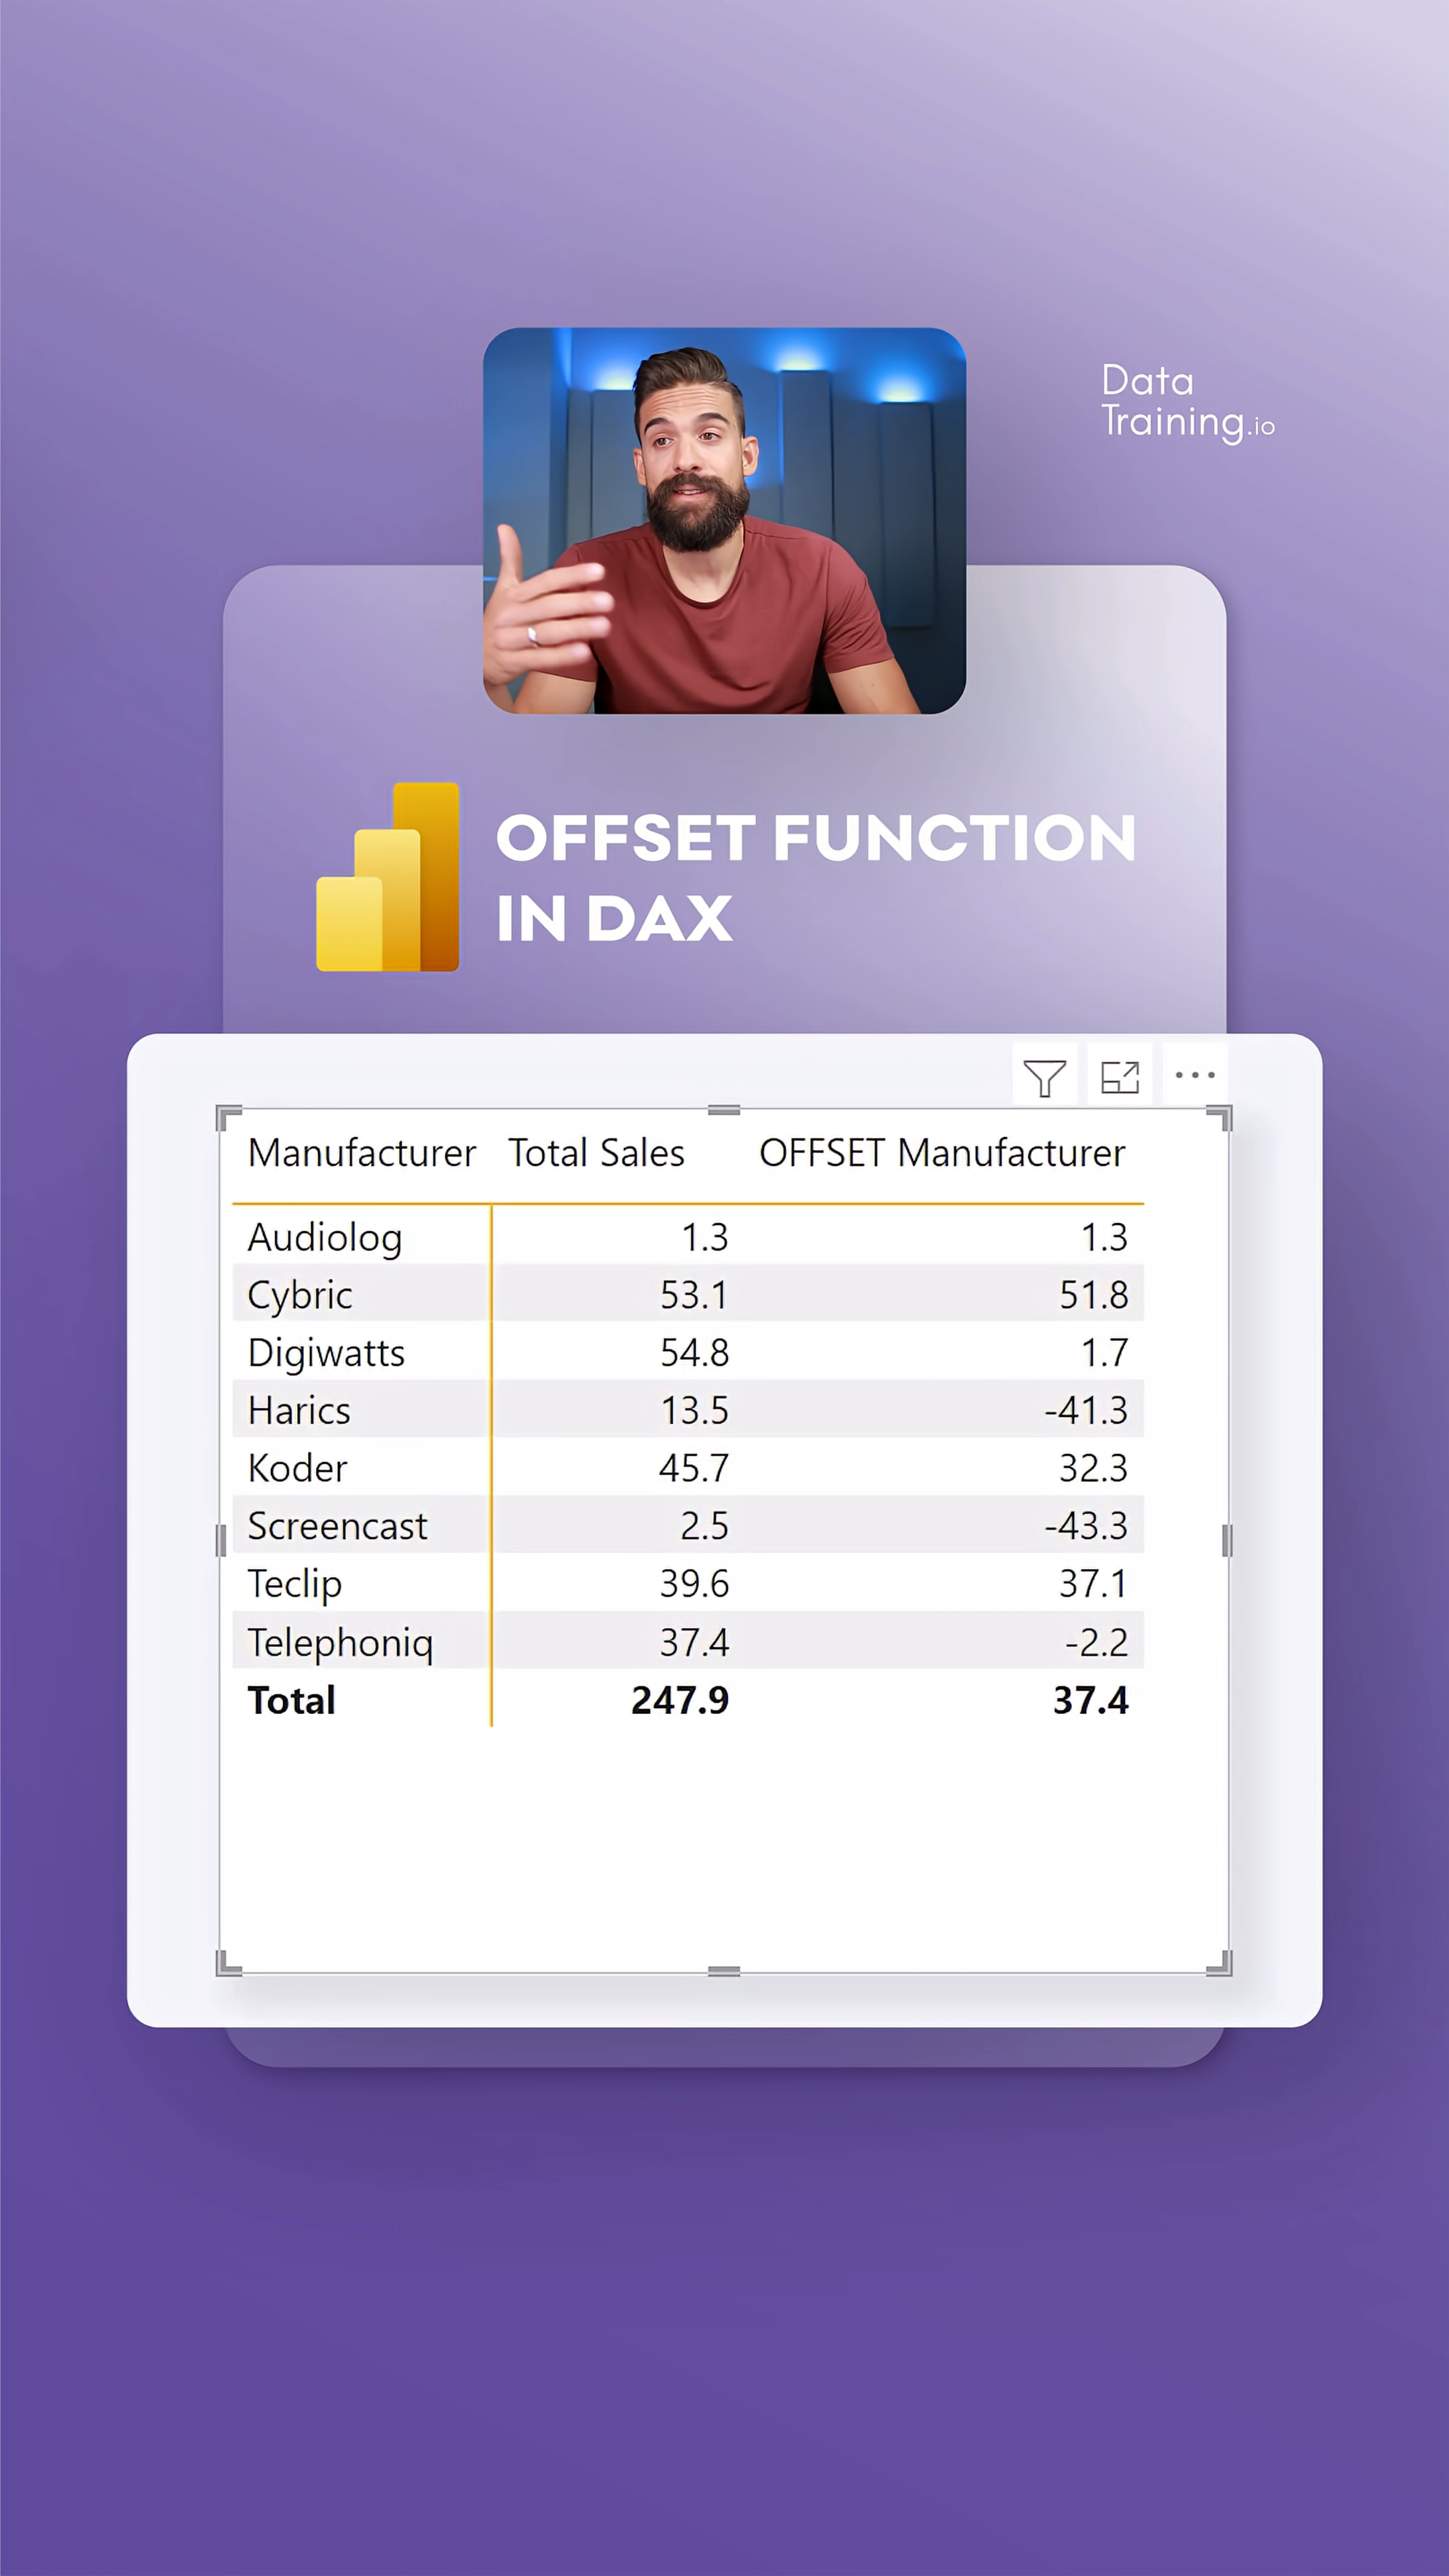 Data
Training.io
OFFSET FUNCTION
IN DAX
Manufacturer Total Sales OFFSET Manufacturer
Audiolog 1.3 1.3
Cybric 53.1 51.8
Digiwatts 54.8 1.7
Harics 13.5 -41.3
Koder 45.7 32.3
Screencast 2.5 -43.3
Teclip 39.6 37.1
Telephoniq 37.4 -2.2
Total 247.9 37.4